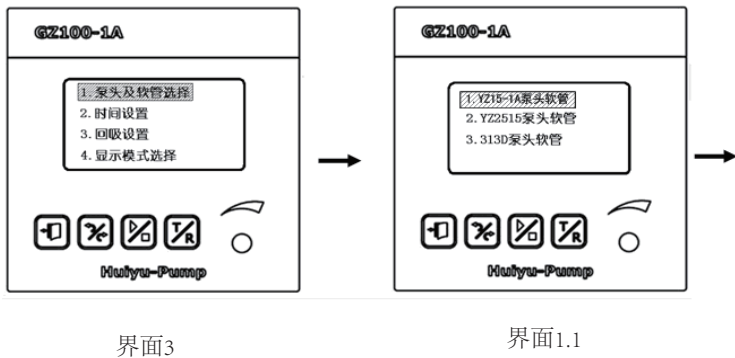 GZ100-1A
1.泵头及软管选择
2.时间设置
3.回吸设置
4.显示模式选择
T/R
Huiyu-Pump
界面3
GZ100-1A
1.YZ15-1A泵头软管
2.YZ2515泵头软管
3.313D泵头软管
T/R
Huiyu-Pump
界面1.1